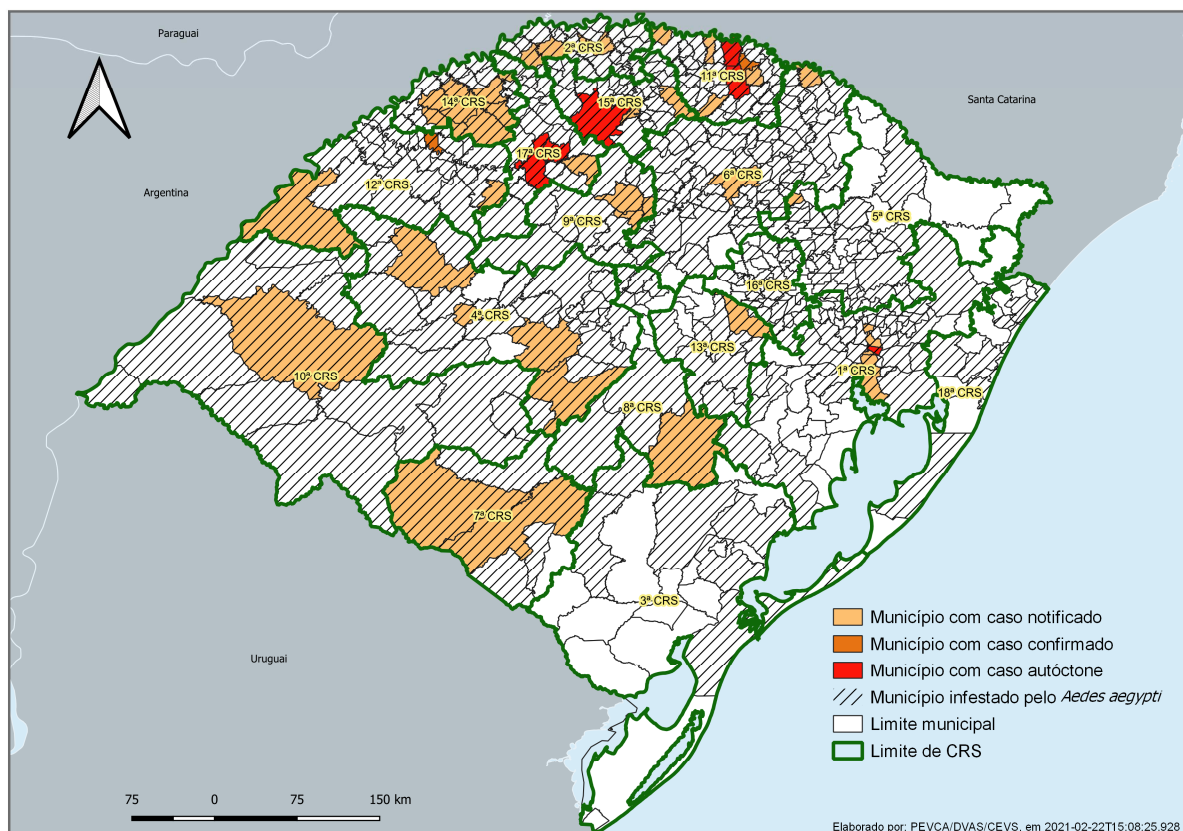 Paraguai
2ª CRS
11ª CRS
14ª CRS
15ª CRS
Santa Catarina
17ª CRS
Argentina
12ª CRS
6ª CRS
9ª CRS
5ª CRS
16ª CRS
4ª CRS
13ª CRS
10ª CRS
1ª CRS
18ª CRS
8ª CRS
7ª CRS
3ª CRS
Uruguai
Município com caso notificado
Município com caso confirmado
Município com caso autóctone
Município infestado pelo Aedes aegypti
Limite municipal
Limite de CRS
75 0 75 150 km
Elaborado por: PEVCA/DVAS/CEVS, em 2021-02-22T15:08:25.928